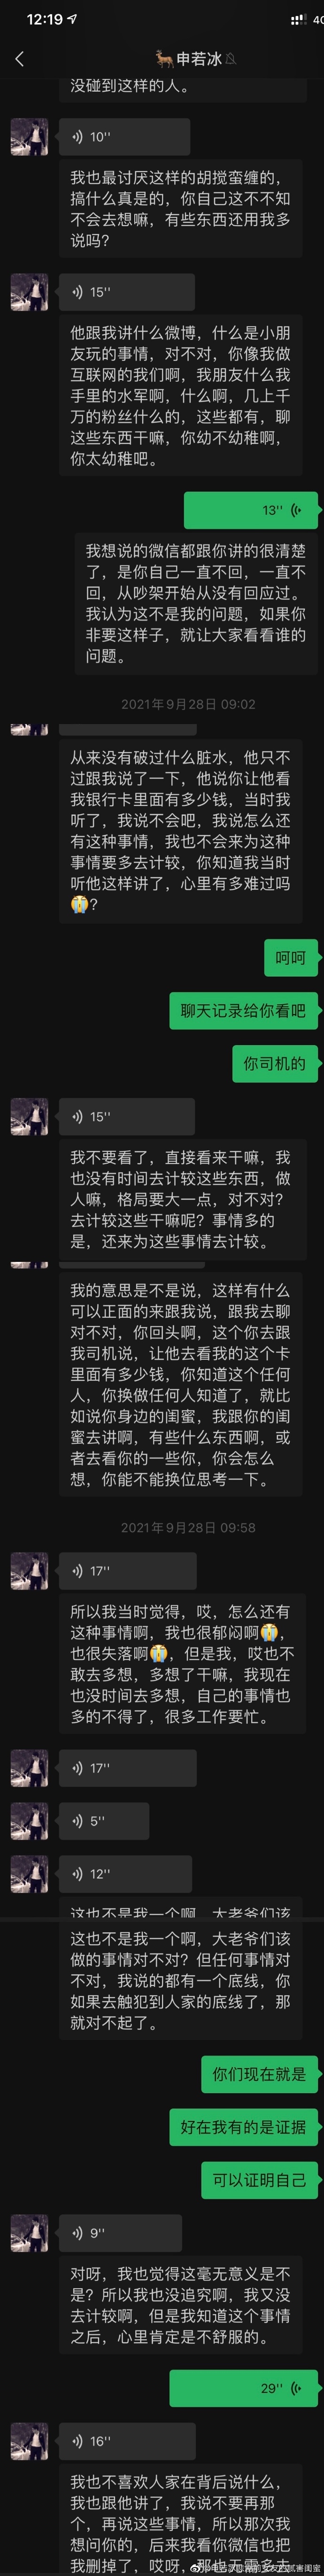 12:19
4G
申若冰
没碰到这样的人。
10''
我也最讨厌这样的胡搅蛮缠的，
搞什么真是的，你自己这不不知
不会去想嘛，有些东西还用我多
说吗？
15''
他跟我讲什么微博，什么是小朋
友玩的事情，对不对，你像我做
互联网的我们啊，我朋友什么我
手里的水军啊，什么啊，几上千
万的粉丝什么的，这些都有，聊
这些东西干嘛，你幼不幼稚啊，
你太幼稚吧。
13''
我想说的微信都跟你讲的很清楚
了，是你自己一直不回，一直不
回，从吵架开始从没有回应过。
我认为这不是我的问题，如果你
非要这样子，就让大家看看谁的
问题。
2021年9月28日 09:02
从来没有破过什么脏水，他只不
过跟我说了一下，他说你让他看
我银行卡里面有多少钱，当时我
听了，我说不会吧，我说怎么还
有这种事情，我也不会来为这种
事情要多去计较，你知道我当时
听他这样讲了，心里有多难过吗
😭？
呵呵
聊天记录给你看吧
你司机的
15''
我不要看了，直接看来干嘛，我
也没有时间去计较这些东西，做
人嘛，格局要大一点，对不对？
去计较这些干嘛呢？事情多的
是，还来为这些事情去计较。
我的意思是不是说，这样有什么
可以正面的来跟我说，跟我去聊
对不对，你回头啊，这个你去跟
我司机说，让他去看我的这个卡
里面有多少钱，你知道这个任何
人，你换做任何人知道了，就比
如说你身边的闺蜜，我跟你的闺
蜜去讲啊，有些什么东西啊，或
者去看你的一些你，你会怎么
想，你能不能换位思考一下。
2021年9月28日 09:58
17''
所以我当时觉得，哎，怎么还有
这种事情啊，我也很郁闷啊😭，
也很失落啊😭，但是我，哎也不
敢去多想，多想了干嘛，我现在
也没时间去多想，自己的事情也
多的不得了，很多工作要忙。
17''
5''
12''
这也不是我一个啊，大老爷们该
这也不是我一个啊，大老爷们该
做的事情对不对？但任何事情对
不对，我说的都有一个底线，你
如果去触犯到人家的底线了，那
就对不起了。
你们现在就是
好在我有的是证据
可以证明自己
9''
对呀，我也觉得这毫无意义是不
是？所以我也没追究啊，我又没
去计较啊，但是我知道这个事情
之后，心里肯定是不舒服的。
29''
16''
我也不喜欢人家在背后说什么，
我也跟他讲了，我说不要再那
个，再说这些事情，所以那次我
想问你的，后来我看你微信也把
我删掉了，哎呀，那也无需多去